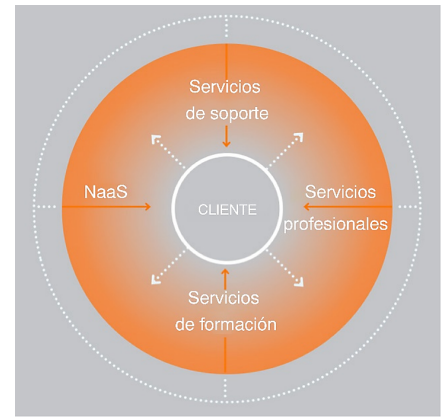 Servicios
de soporte
NaaS
CLIENTE
Servicios
profesionales
Servicios
de formación